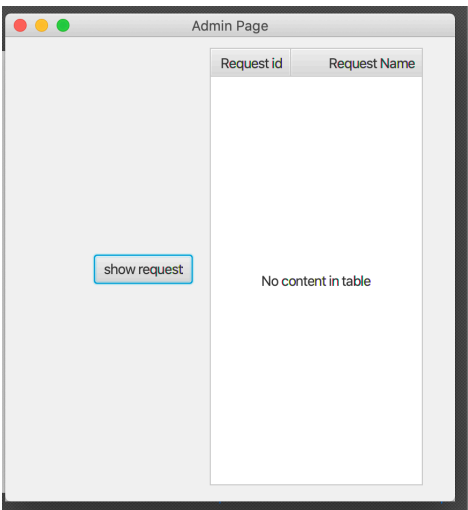 Admin Page
Request id
Request Name
show request
No content in table